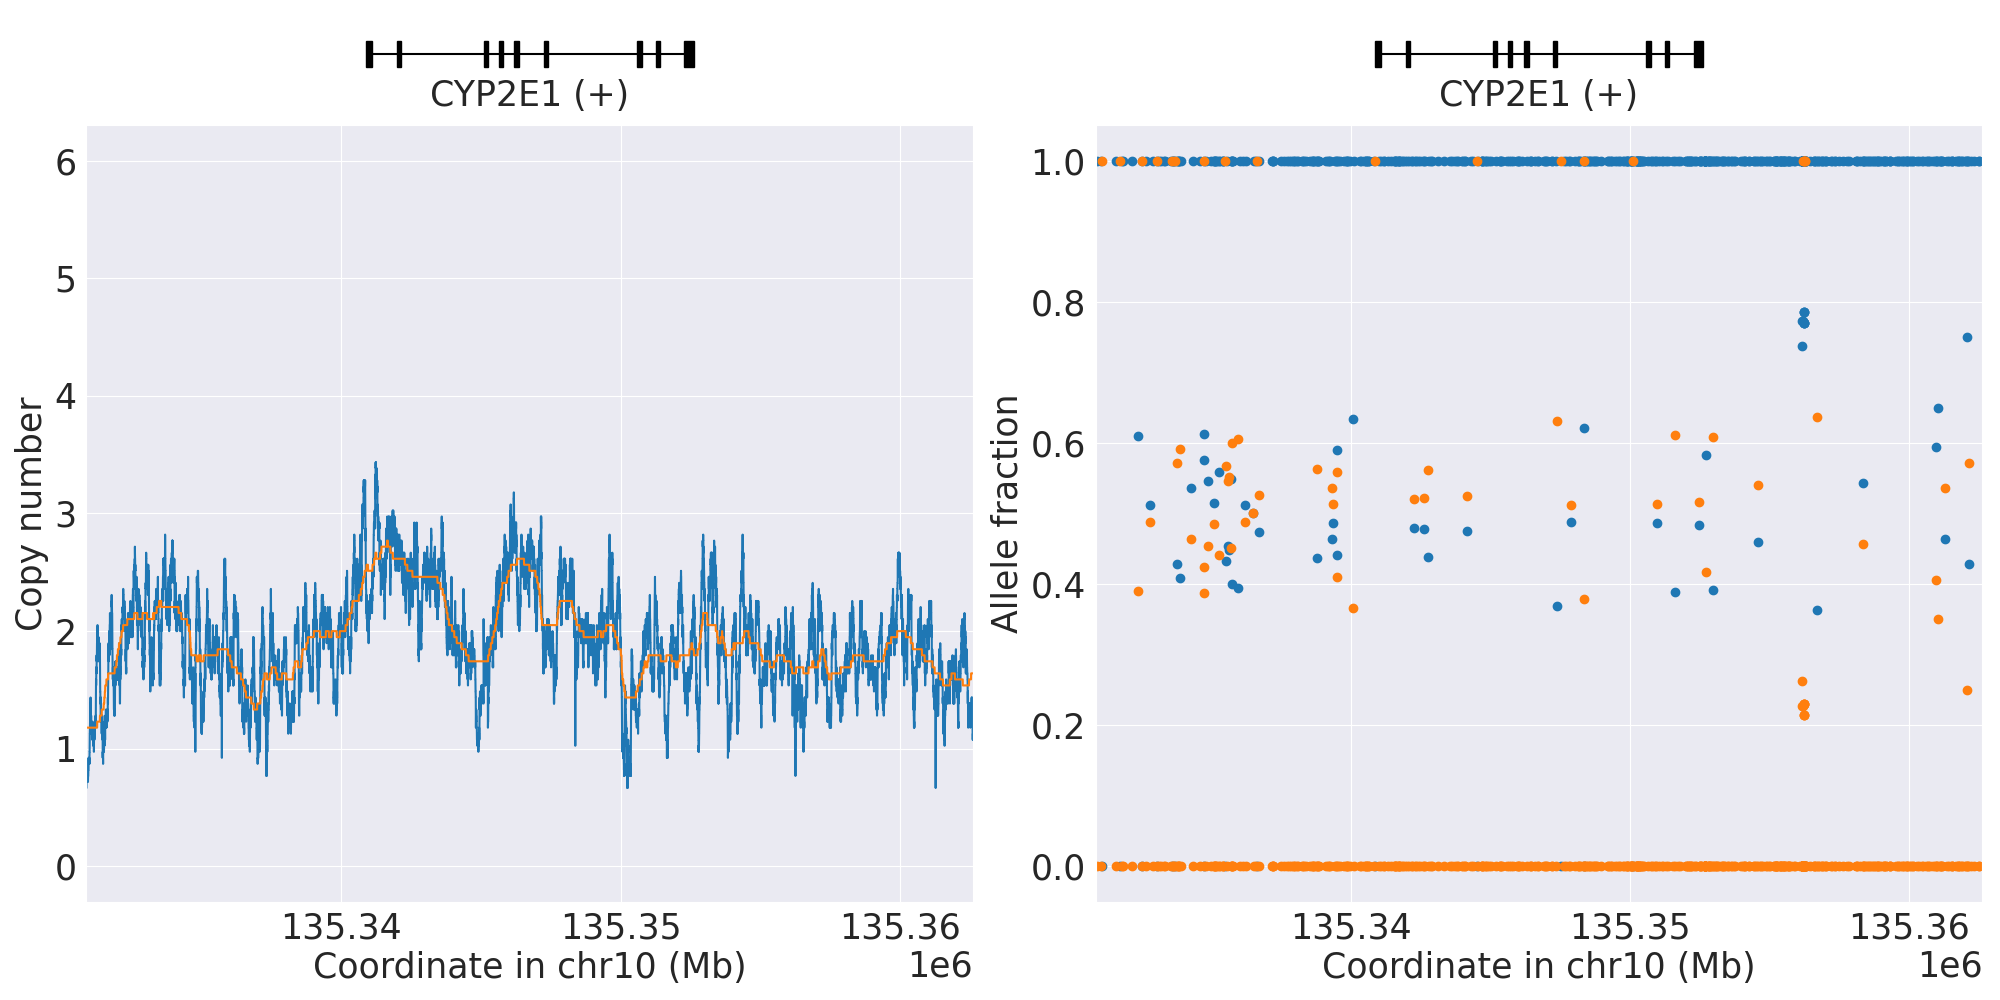 CYP2E1 (+)
6
5
4
3
2
1
0
Copy number
135.34
135.35
135.36
Coordinate in chr10 (Mb)
1e6
CYP2E1 (+)
1.0
0.8
0.6
0.4
0.2
0.0
Allele fraction
135.34
135.35
135.36
Coordinate in chr10 (Mb)
1e6